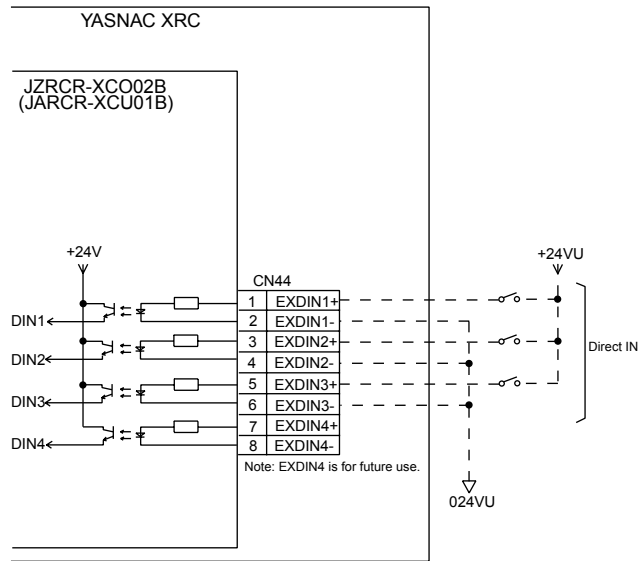 YASNAC XRC
JZRCR-XCO02B
(JARCR-XCU01B)
+24V
+24VU
CN44
1 EXDIN1+
DIN1
2 EXDIN1-
3 EXDIN2+
DIN2
4 EXDIN2-
Direct IN
5 EXDIN3+
DIN3
6 EXDIN3-
7 EXDIN4+
DIN4
8 EXDIN4-
Note: EXDIN4 is for future use.
024VU